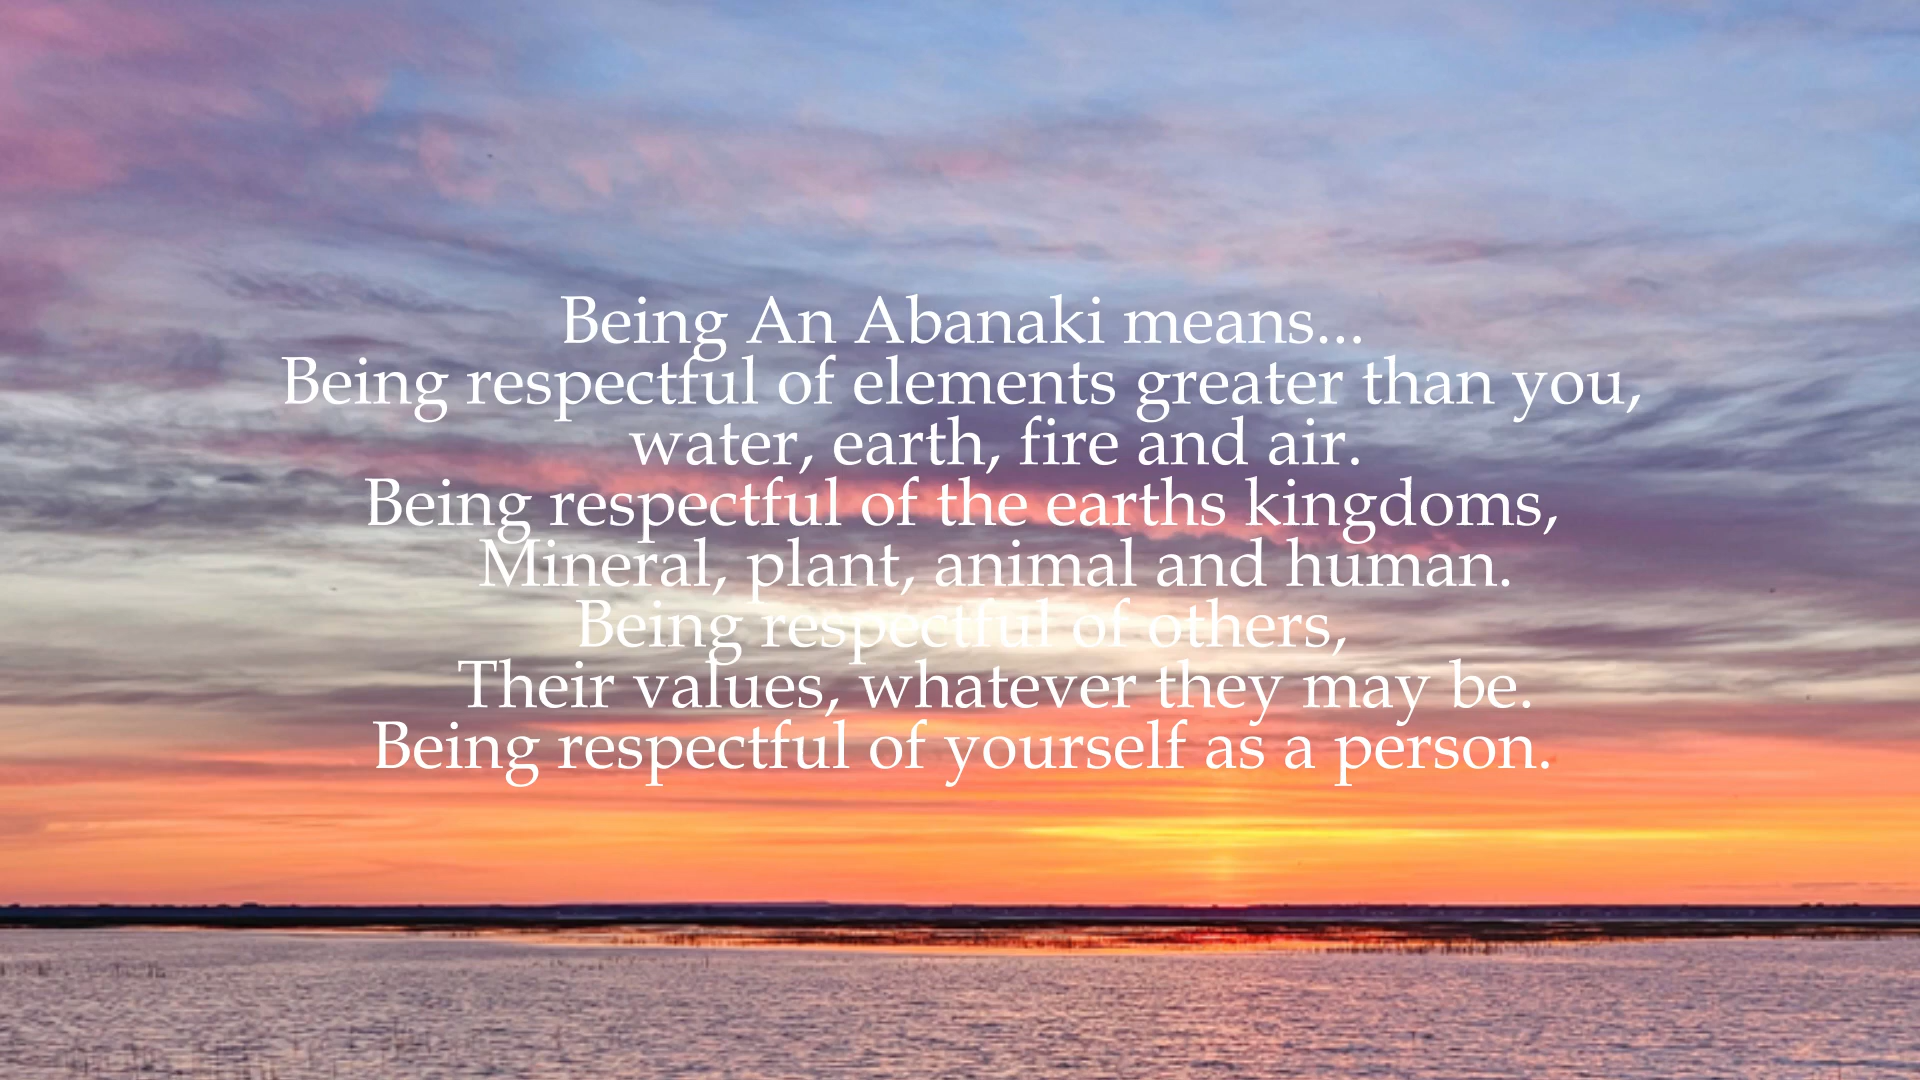 Being An Abanaki means...
Being respectful of elements greater than you,
water, earth, fire and air.
Being respectful of the earths kingdoms,
Mineral, plant, animal and human.
Being respectful of others,
Their values, whatever they may be.
Being respectful of yourself as a person.